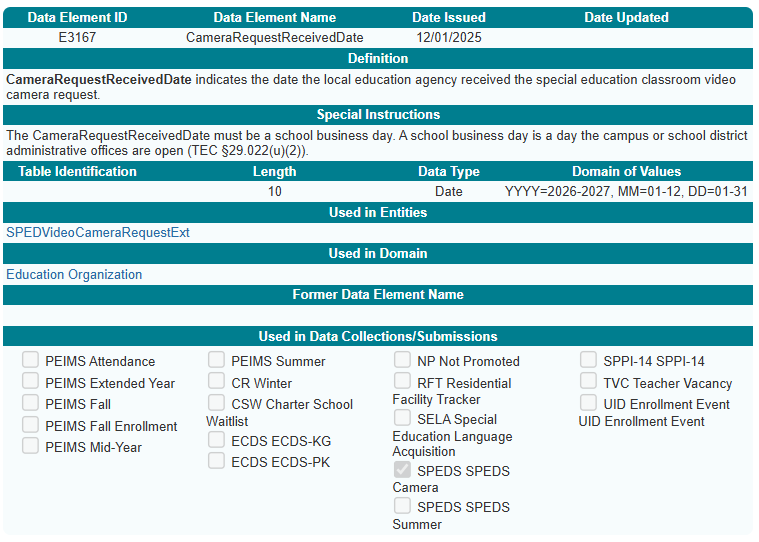 Data Element ID Data Element Name Date Issued Date Updated
E3167 CameraRequestReceivedDate 12/01/2025
Definition
CameraRequestReceivedDate indicates the date the local education agency received the special education classroom video
camera request.
Special Instructions
The CameraRequestReceivedDate must be a school business day. A school business day is a day the campus or school district
administrative offices are open (TEC §29.022(u)(2)).
Table Identification Length Data Type Domain of Values
10 Date YYYY=2026-2027, MM=01-12, DD=01-31
Used in Entities
SPEDVideoCameraRequestExt
Used in Domain
Education Organization
Former Data Element Name
Used in Data Collections/Submissions
PEIMS Attendance
PEIMS Extended Year
PEIMS Fall
PEIMS Fall Enrollment
PEIMS Mid-Year
PEIMS Summer
CR Winter
CSW Charter School
Waitlist
ECDS ECDS-KG
ECDS ECDS-PK
NP Not Promoted
RFT Residential
Facility Tracker
SELA Special
Education Language
Acquisition
SPEDS SPEDS
Camera
SPEDS SPEDS
Summer
SPPI-14 SPPI-14
TVC Teacher Vacancy
UID Enrollment Event
UID Enrollment Event